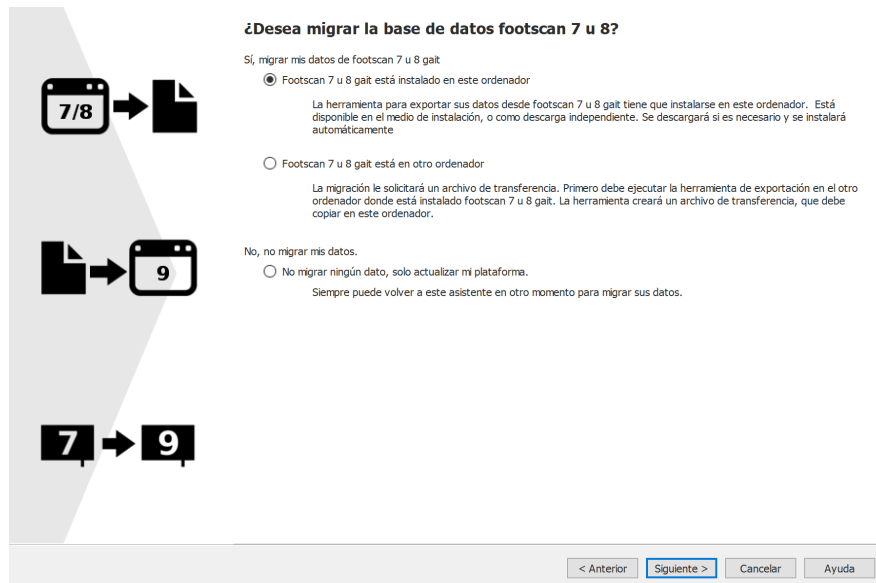 ¿Desea migrar la base de datos footscan 7 u 8?
Sí, migrar mis datos de footscan 7 u 8 gait
Footscan 7 u 8 gait está instalado en este ordenador
La herramienta para exportar sus datos desde footscan 7 u 8 gait tiene que instalarse en este ordenador. Está
disponible en el medio de instalación, o como descarga independiente. Se descargará si es necesario y se instalará
automáticamente
7/8
Footscan 7 u 8 gait está en otro ordenador
La migración le solicitará un archivo de transferencia. Primero debe ejecutar la herramienta de exportación en el otro
ordenador donde está instalado footscan 7 u 8 gait. La herramienta creará un archivo de transferencia, que debe
copiar en este ordenador.
No, no migrar mis datos.
No migrar ningún dato, solo actualizar mi plataforma.
Siempre puede volver a este asistente en otro momento para migrar sus datos.
9
7 9
< Anterior Siguiente > Cancelar Ayuda